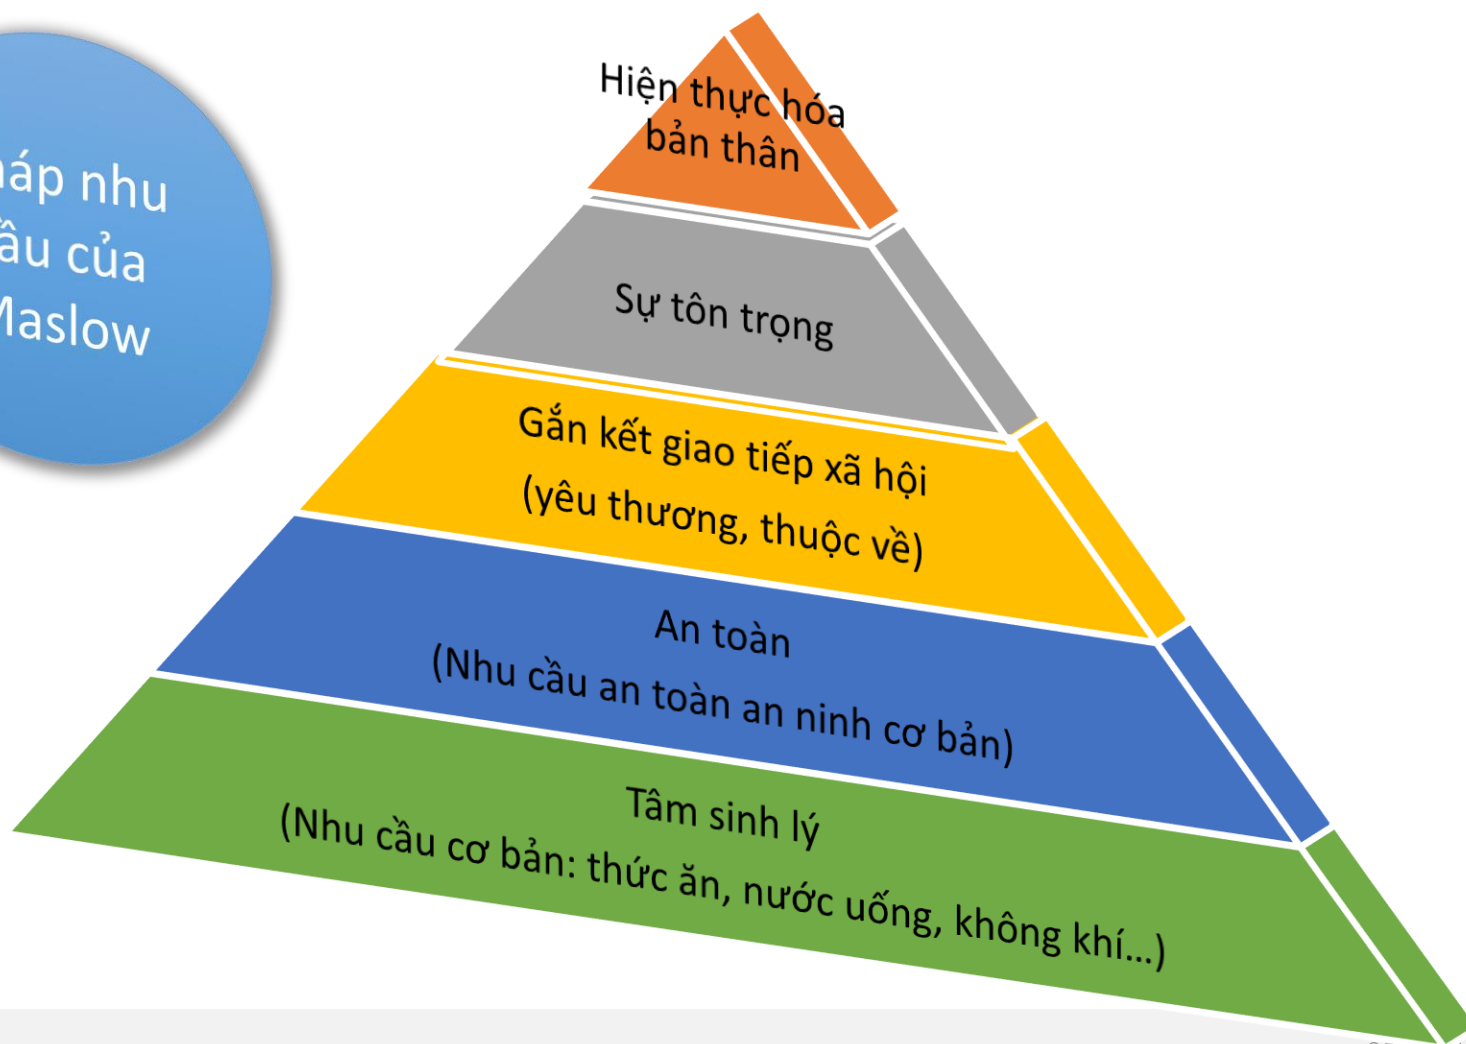 nhu
của
Maslow
Hiện thực hóa
bản thân
Sự tôn trọng
Gắn kết giao tiếp xã hội
(yêu thương, thuộc về)
An toàn
(Nhu cầu an toàn an ninh cơ bản)
Tâm sinh lý
(Nhu cầu cơ bản: thức ăn, nước uống, không khí...)